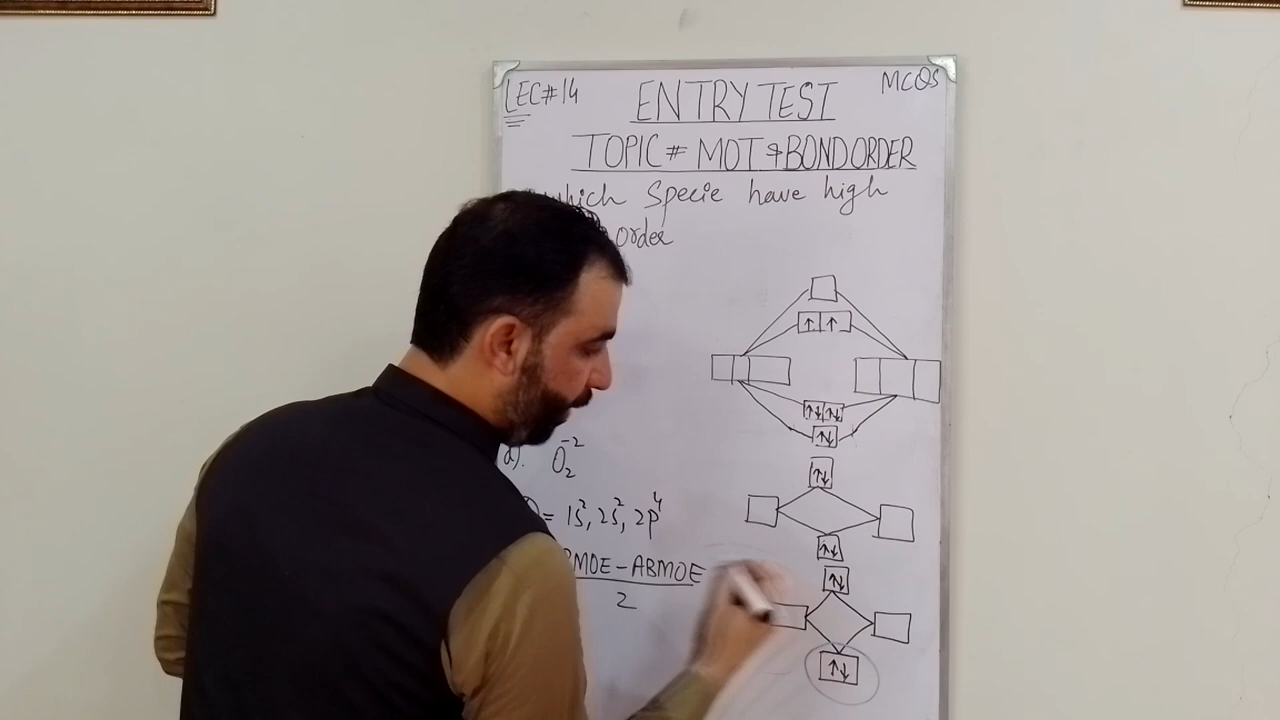 LEC#14
ENTRY TEST
MCQS
TOPIC # MOT & BOND ORDER
which Specie have high
order
d). O₂⁻²
= 1s², 2s², 2p⁴
BMOE - ABMOE
2